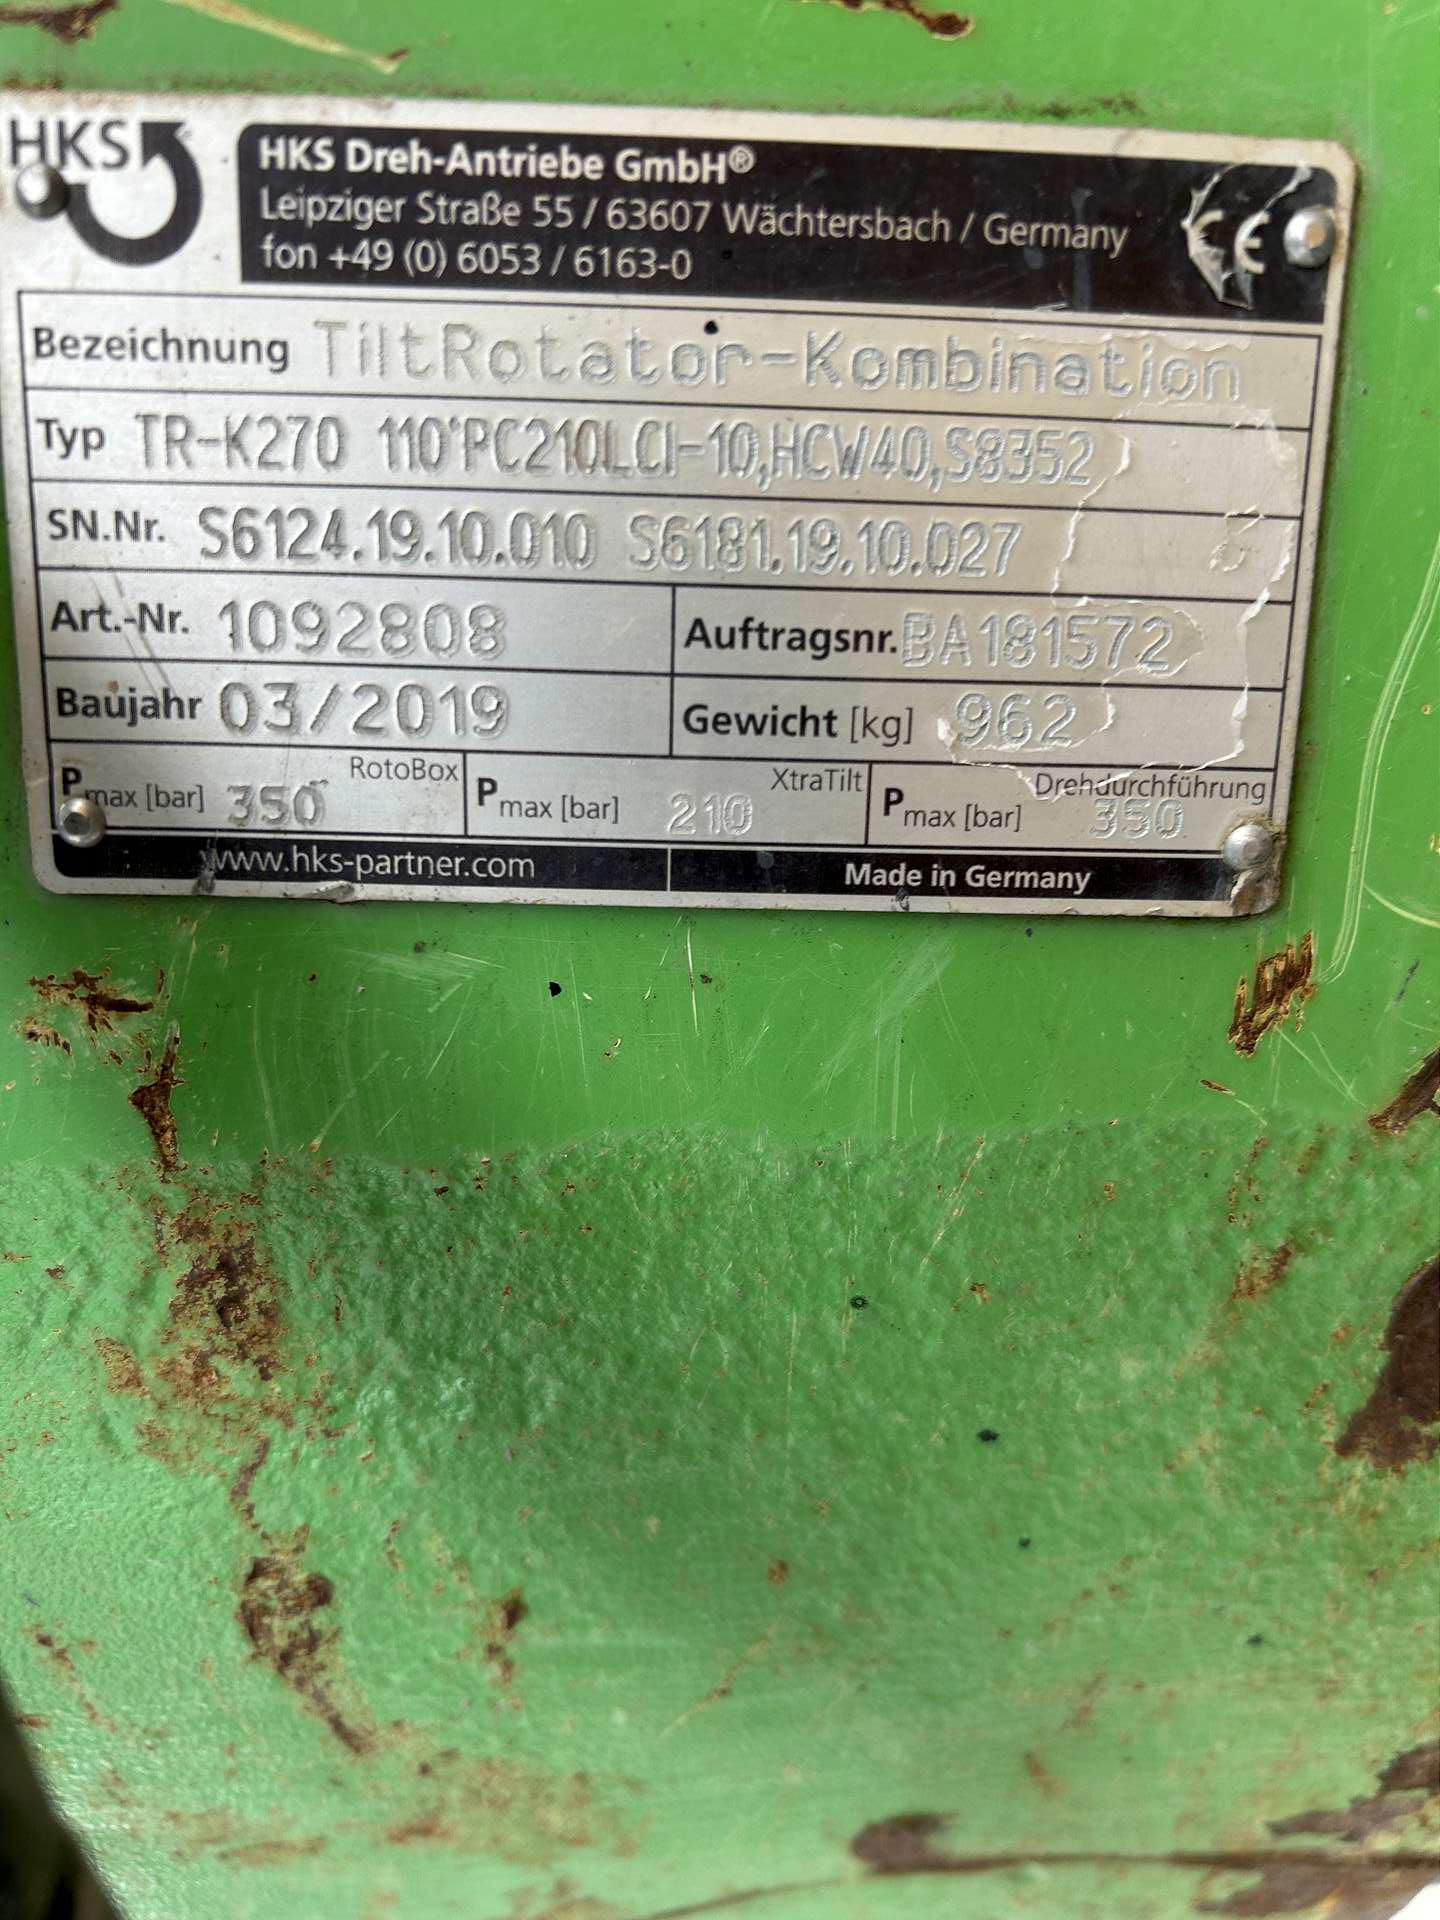 HKS
HKS Dreh-Antriebe GmbH®
Leipziger Straße 55 / 63607 Wächtersbach / Germany
fon +49 (0) 6053 / 6163-0
CE
Bezeichnung TiltRotator-Kombination
Typ TR-K270 110°PC210LCI-10,HCW40,S8352
SN.Nr. S6124.19.10.010 S6181.19.10.027
Art.-Nr. 1092808 Auftragsnr. BA181572
Baujahr 03/2019 Gewicht [kg] 962
RotoBox XtraTilt Drehdurchführung
Pmax [bar] 350 Pmax [bar] 210 Pmax [bar] 350
www.hks-partner.com Made in Germany